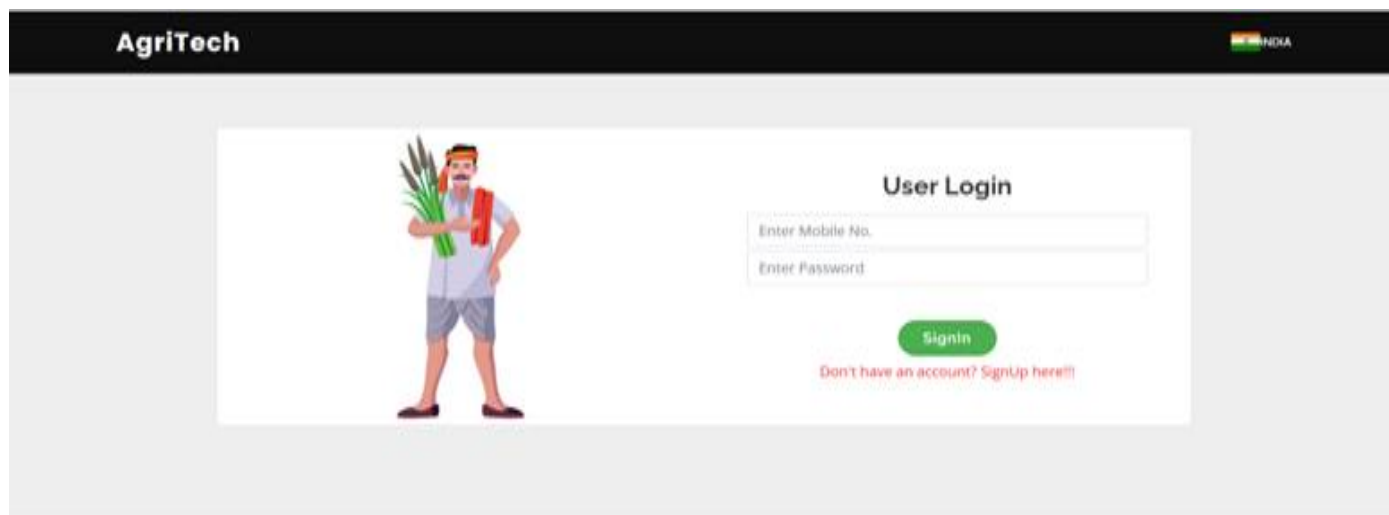 AgriTech
INDIA
User Login
Enter Mobile No.
Enter Password
SignIn
Don't have an account? SignUp here!!!